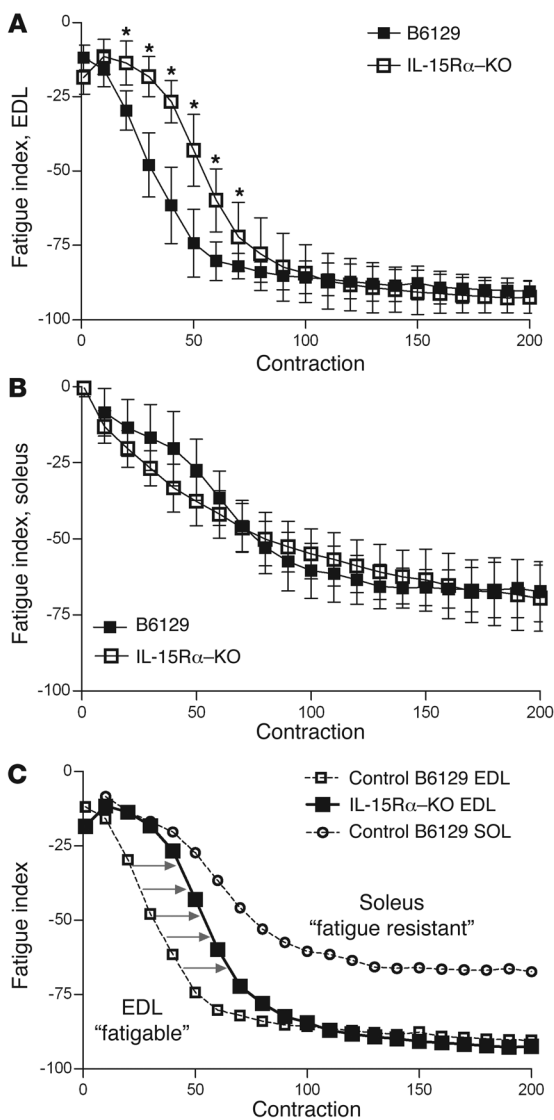 A
0
-25
-50
-75
-100
Fatigue index, EDL
B6129
IL-15Rα–KO
* * * * * *
0 50 100 150 200
Contraction
B
0
-25
-50
-75
-100
Fatigue index, soleus
B6129
IL-15Rα–KO
0 50 100 150 200
Contraction
C
0
-25
-50
-75
-100
Fatigue index
Control B6129 EDL
IL-15Rα–KO EDL
Control B6129 SOL
Soleus
“fatigue resistant”
EDL
“fatigable”
0 50 100 150 200
Contraction